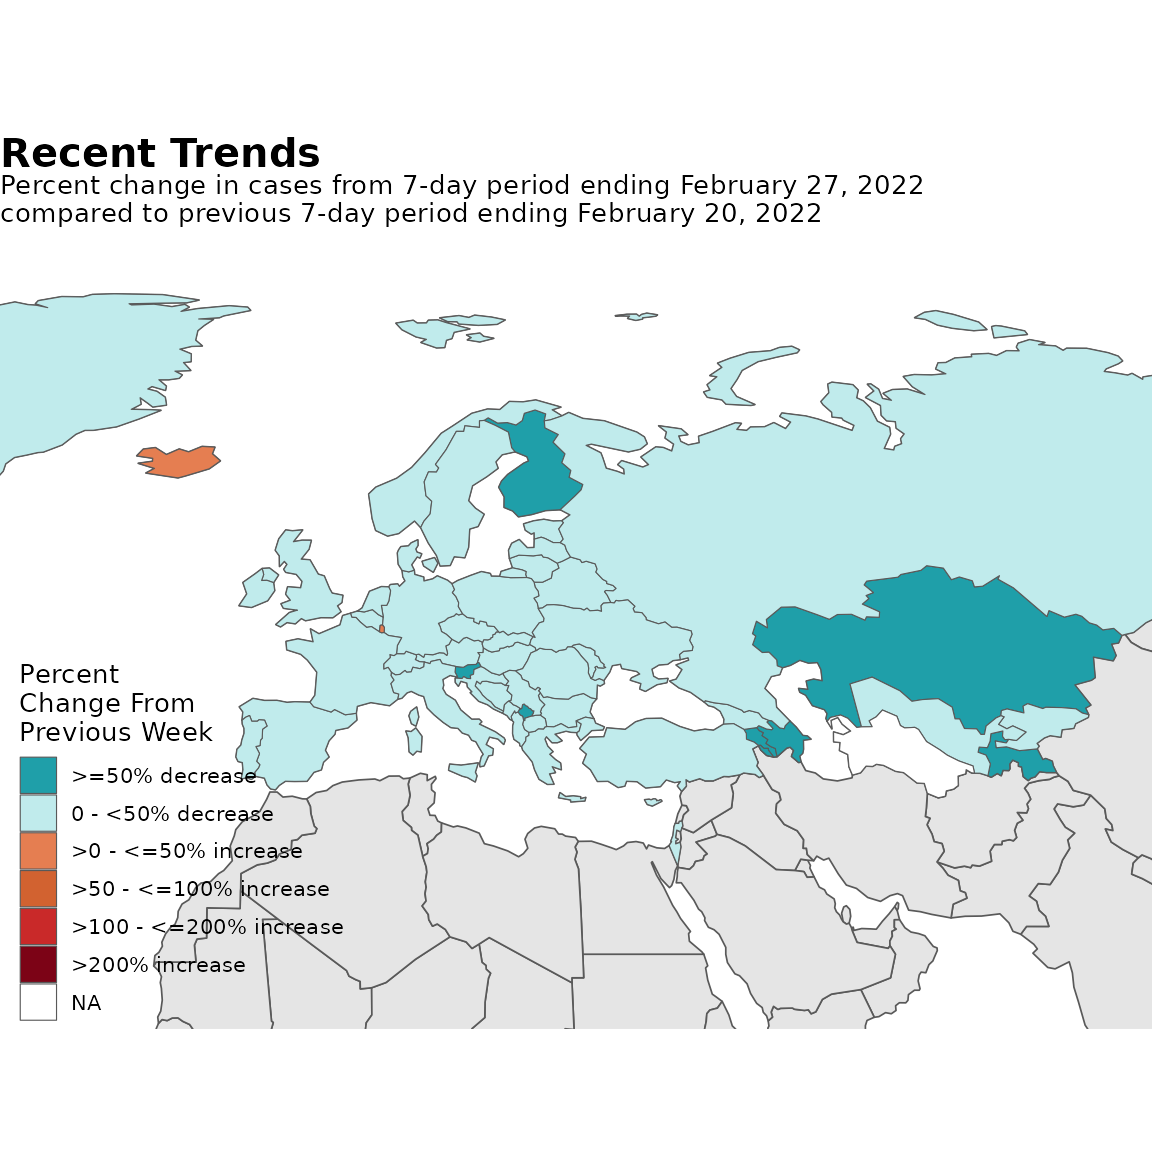 Recent Trends
Percent change in cases from 7-day period ending February 27, 2022
compared to previous 7-day period ending February 20, 2022
Percent
Change From
Previous Week
>=50% decrease
0 - <50% decrease
>0 - <=50% increase
>50 - <=100% increase
>100 - <=200% increase
>200% increase
NA